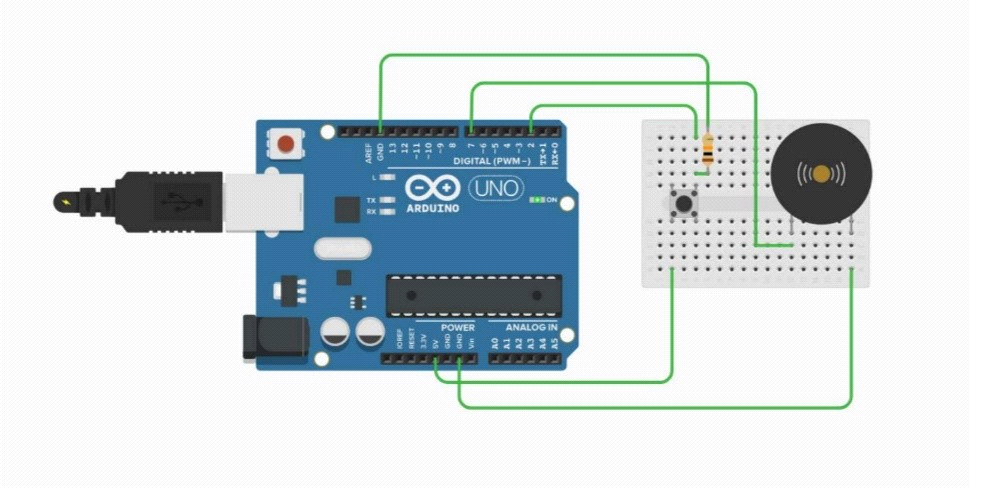 AREF
GND
13
12
~11
~10
~9
8
7
~6
~5
4
~3
2
TX→1
RX←0
DIGITAL (PWM~)
L
TX
RX
UNO
ON
ARDUINO
POWER
ANALOG IN
IOREF
RESET
3.3V
5V
GND
GND
Vin
A0
A1
A2
A3
A4
A5